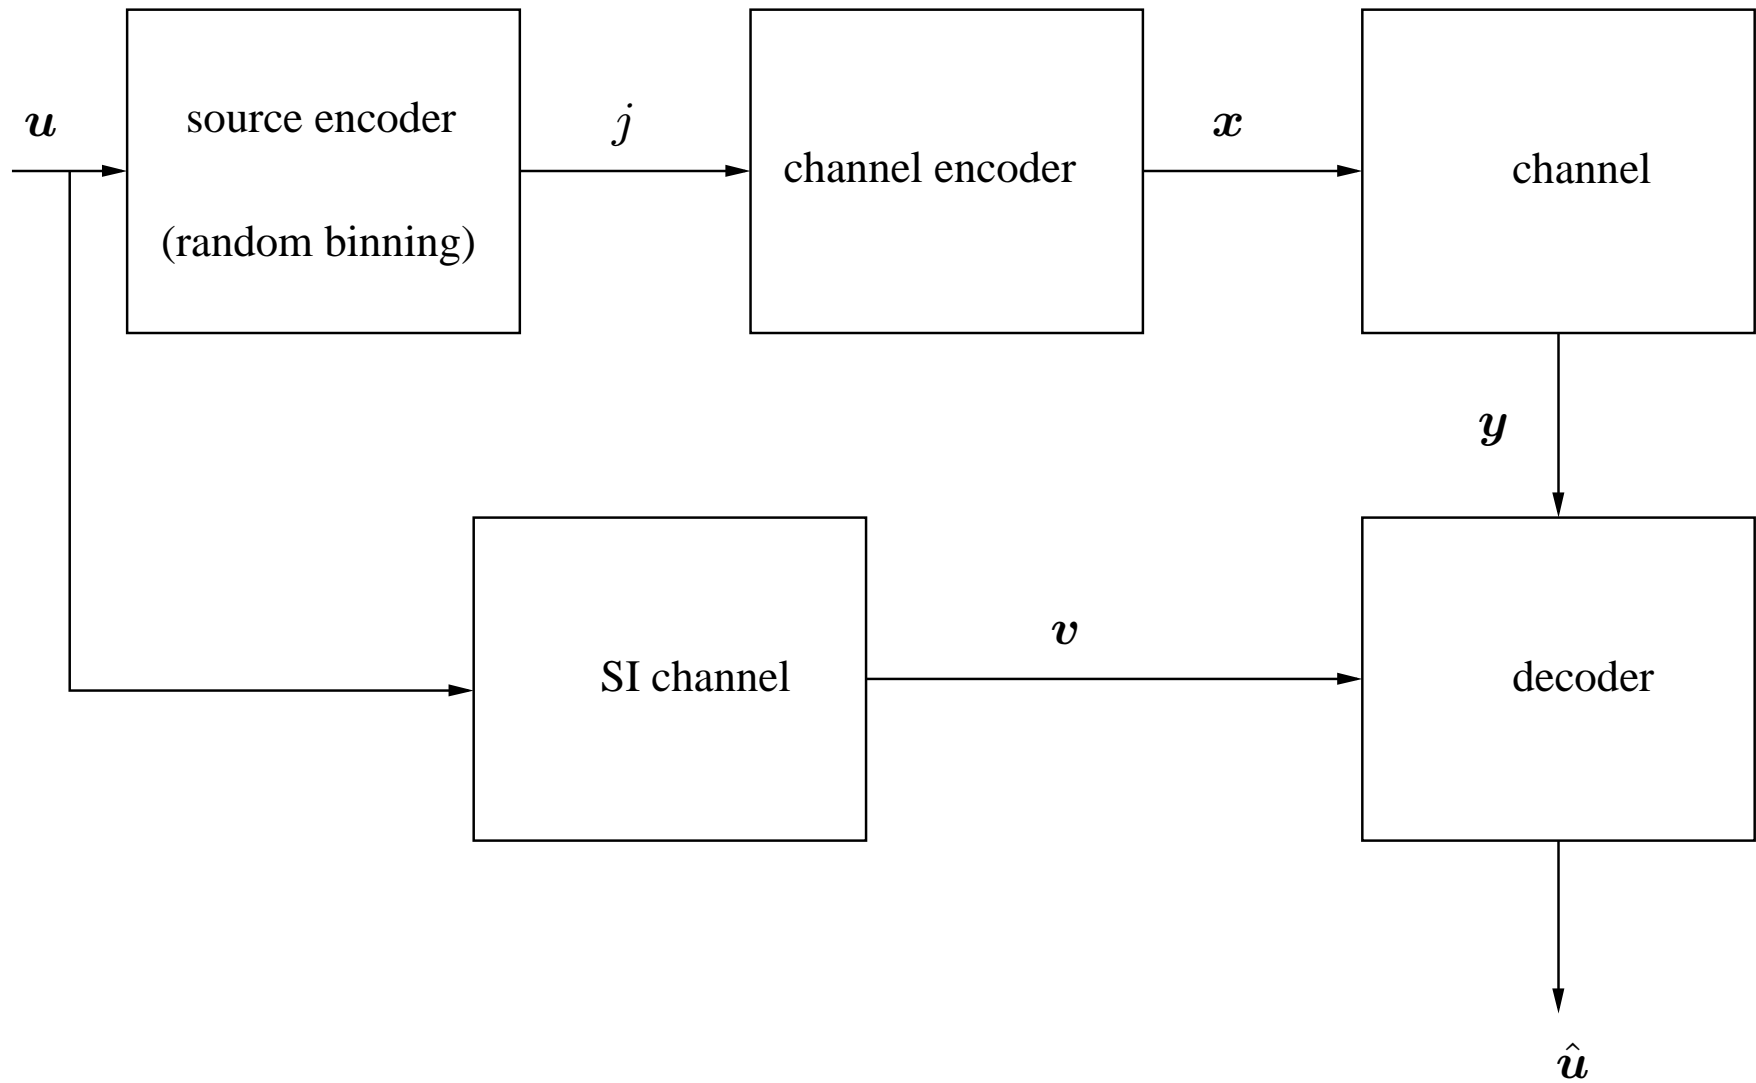 u
source encoder
(random binning)
j
channel encoder
x
channel
y
SI channel
v
decoder
û